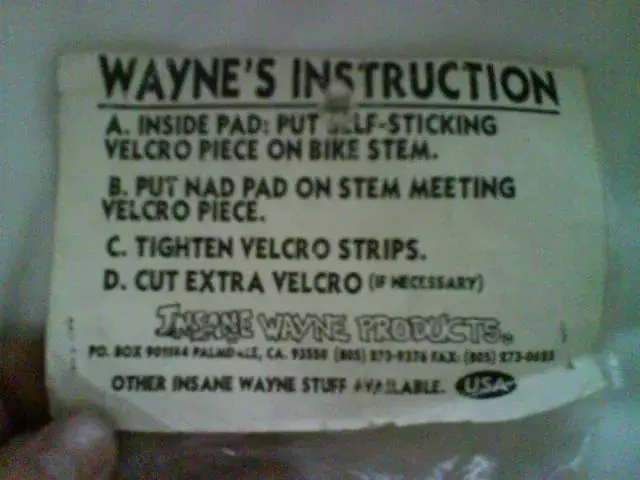 WAYNE'S INSTRUCTION
A. INSIDE PAD: PUT SELF-STICKING
VELCRO PIECE ON BIKE STEM.
B. PUT NAD PAD ON STEM MEETING
VELCRO PIECE.
C. TIGHTEN VELCRO STRIPS.
D. CUT EXTRA VELCRO (IF NECESSARY)
INSANE WAYNE PRODUCTS
PO. BOX PALMDALE, CA. (805) FAX: (805)
OTHER INSANE WAYNE STUFF AVAILABLE. USA